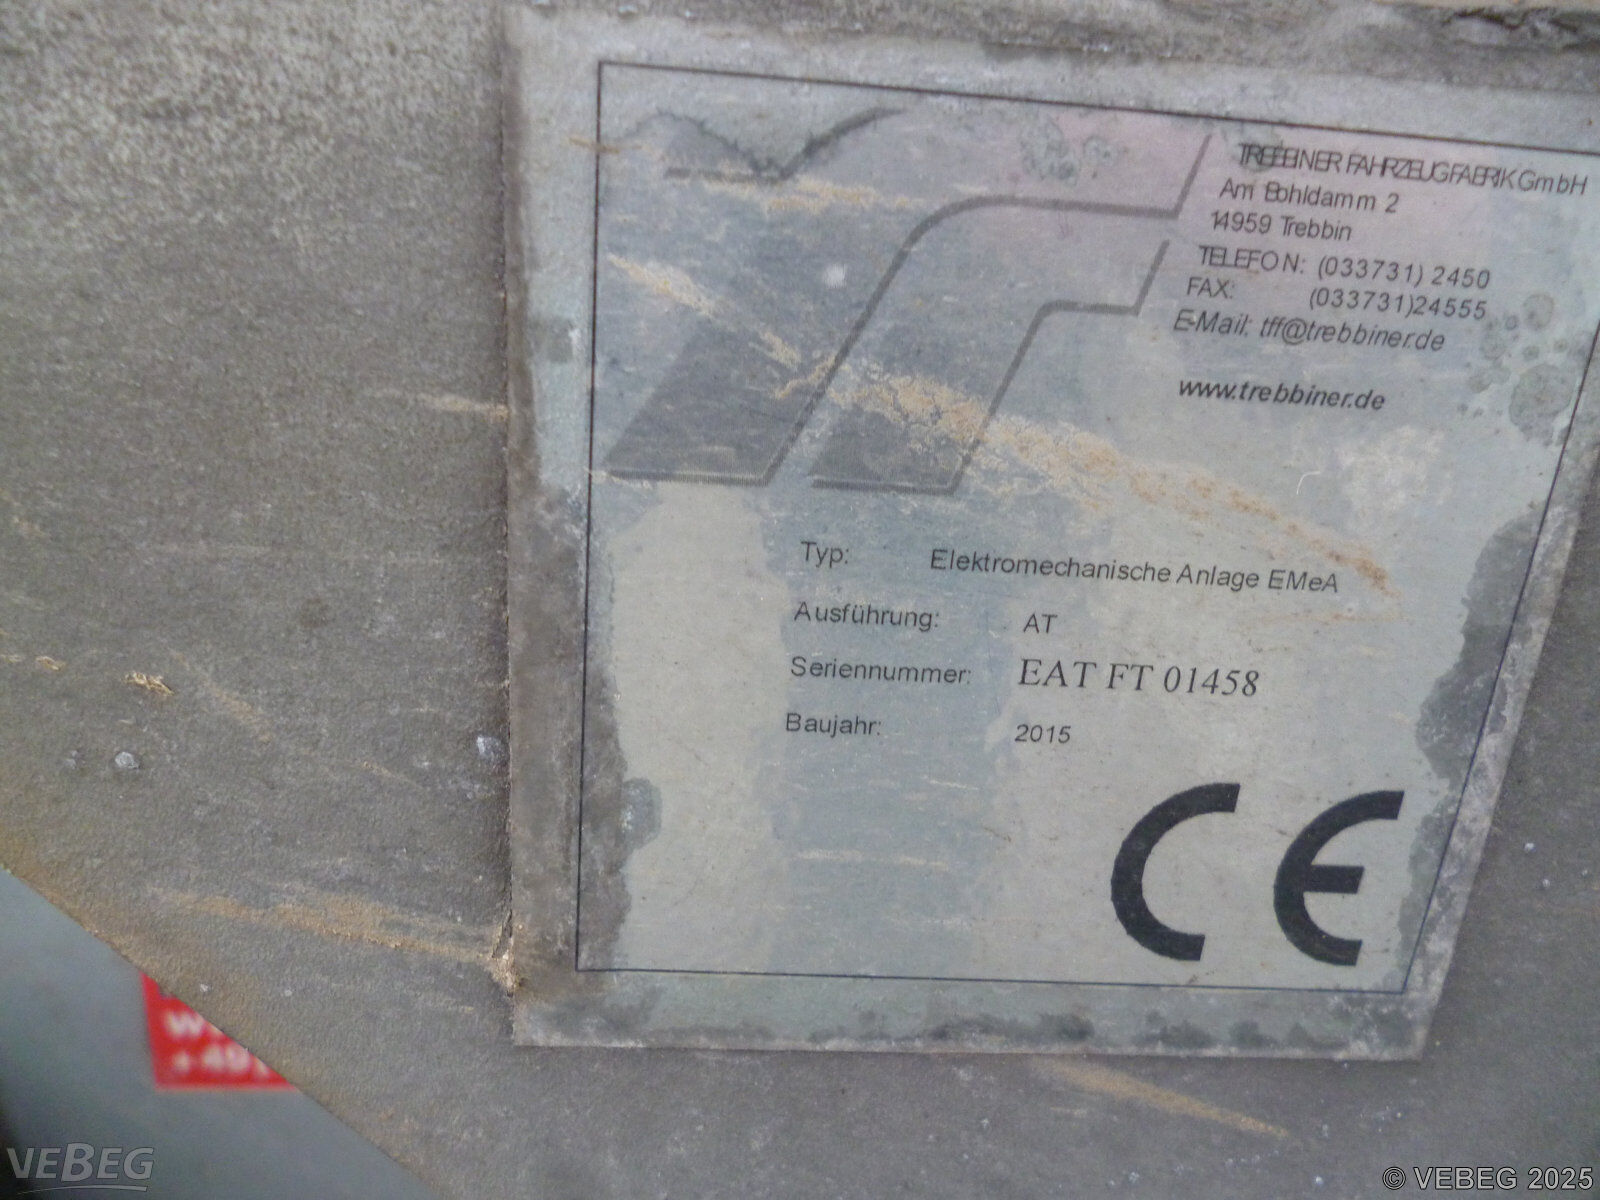 TREBBINER FAHRZEUGFABRIK GmbH
Am Bohldamm 2
14959 Trebbin
TELEFON: (033731) 2450
FAX: (033731)24555
E-Mail: tff@trebbiner.de
www.trebbiner.de
Typ: Elektromechanische Anlage EMeA
Ausführung: AT
Seriennummer: EAT FT 01458
Baujahr: 2015
CE
+49
VEBEG
© VEBEG 2025